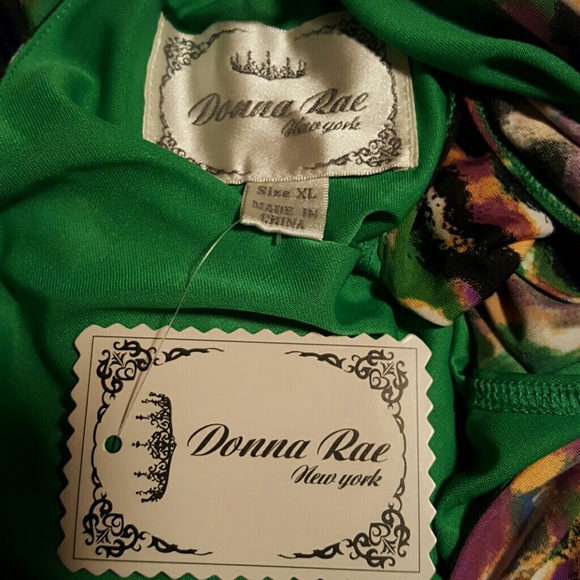 Donna Rae
New york
Size XL
MADE IN
CHINA
Donna Rae
New york